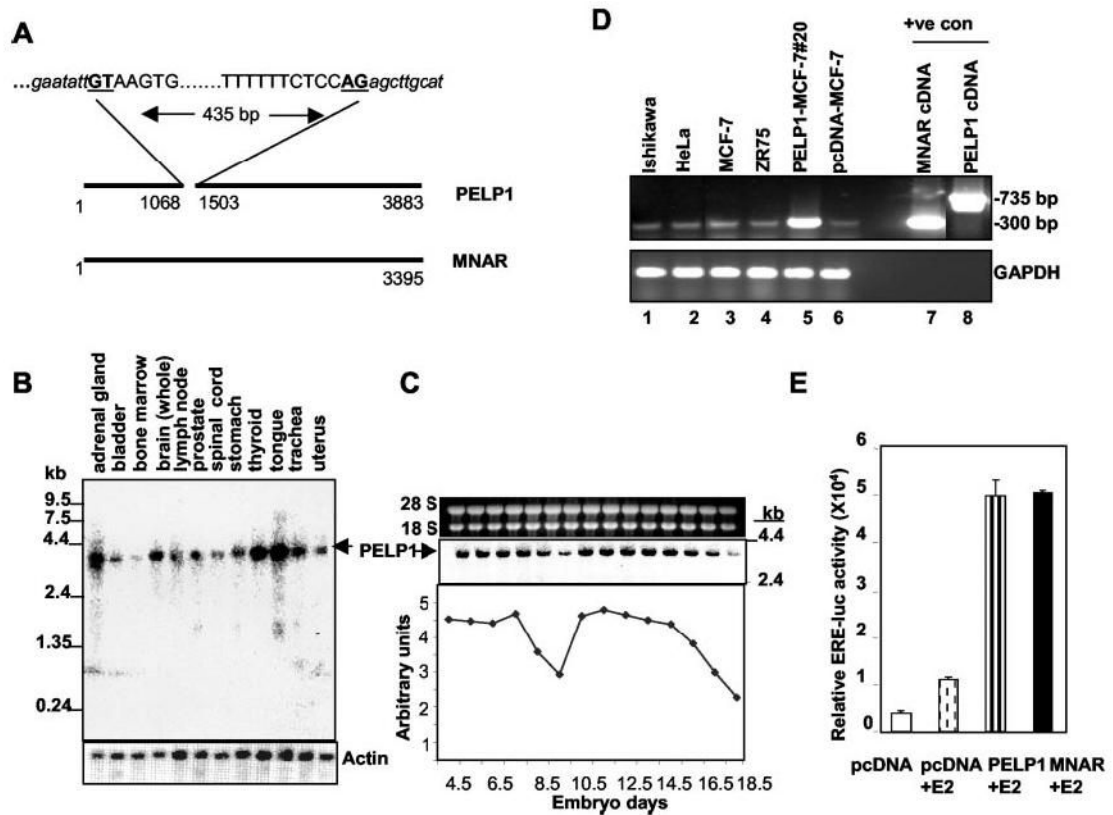 A
...gaatattGTAAGTG.......TTTTTTCTCCAGagcttgcat
435 bp
1 1068 1503 3883
PELP1
1 3395
MNAR
B
adrenal gland
bladder
bone marrow
brain (whole)
lymph node
prostate
spinal cord
stomach
thyroid
tongue
trachea
uterus
kb
9.5
7.5
4.4
2.4
1.35
0.24
PELP1
Actin
C
28 S
18 S
kb
4.4
2.4
Arbitrary units
5
4
3
2
1
4.5 6.5 8.5 10.5 12.5 14.5 16.5 18.5
Embryo days
D
+ve con
Ishikawa
HeLa
MCF-7
ZR75
PELP1-MCF-7#20
pcDNA-MCF-7
MNAR cDNA
PELP1 cDNA
-735 bp
-300 bp
GAPDH
1 2 3 4 5 6 7 8
E
Relative ERE-luc activity (X10⁴)
6
5
4
3
2
1
0
pcDNA pcDNA PELP1 MNAR
+E2 +E2 +E2